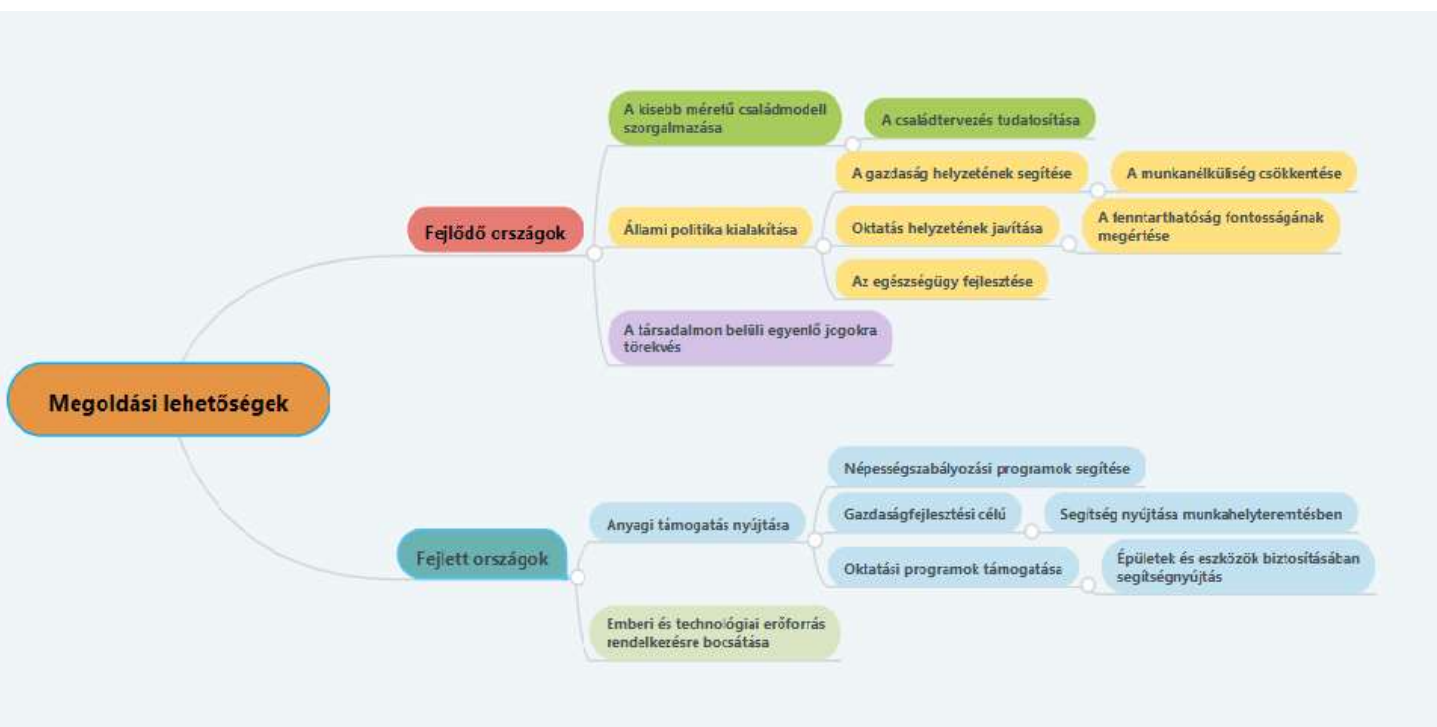 A kisebb méretű családmodell
szorgalmazása
A családtervezés tudatosítása
A gazdaság helyzetének segítése
A munkanélküliség csökkentése
Fejlődő országok
Állami politika kialakítása
Oktatás helyzetének javítása
A fenntarthatóság fontosságának
megértése
Az egészségügy fejlesztése
A társadalmon belüli egyenlő jogokra
törekvés
Megoldási lehetőségek
Népességszabályozási programok segítése
Anyagi támogatás nyújtása
Gazdaságfejlesztési célú
Segítség nyújtása munkahelyteremtésben
Fejlett országok
Oktatási programok támogatása
Épületek és eszközök biztosításában
segítségnyújtás
Emberi és technológiai erőforrás
rendelkezésre bocsátása